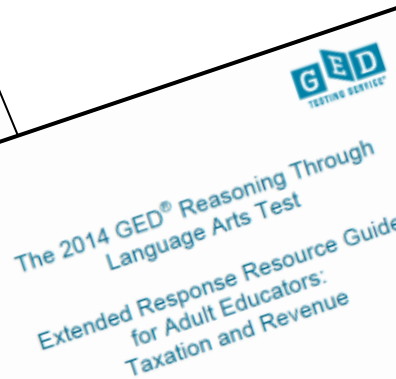 GED
TESTING SERVICE®
The 2014 GED® Reasoning Through
Language Arts Test
Extended Response Resource Guide
for Adult Educators:
Taxation and Revenue